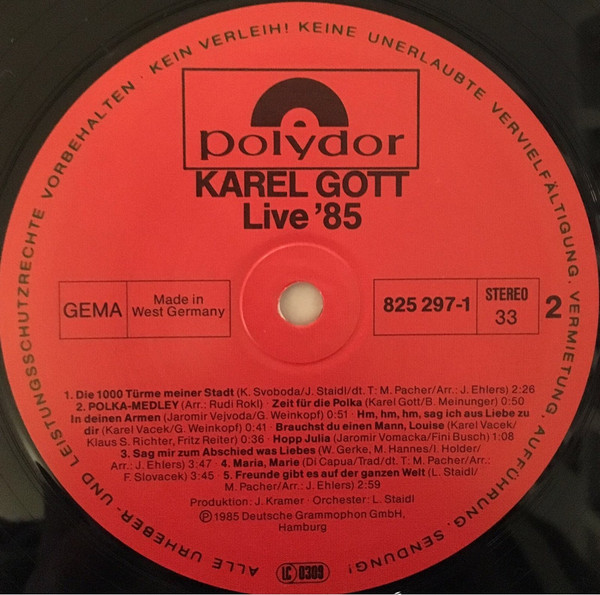 ALLE URHEBER- UND LEISTUNGSSCHUTZRECHTE VORBEHALTEN · KEIN VERLEIH! KEINE UNERLAUBTE VERVIELFÄLTIGUNG, VERMIETUNG, AUFFÜHRUNG, SENDUNG!
polydor
KAREL GOTT
Live '85
GEMA
Made in
West Germany
825 297-1
STEREO
33
2
1. Die 1000 Türme meiner Stadt (K. Svoboda/J. Staidl/dt. T: M. Pacher/Arr.: J. Ehlers) 2:26
2. POLKA-MEDLEY (Arr.: Rudi Rokl) · Zeit für die Polka (Karel Gott/B. Meinunger) 0:50
In deinen Armen (Jaromir Vejvoda/G. Weinkopf) 0:51 · Hm, hm, hm, sag ich aus Liebe zu
dir (Karel Vacek/G. Weinkopf) 0:41 · Brauchst du einen Mann, Louise (Karel Vacek/
Klaus S. Richter, Fritz Reiter) 0:36 · Hopp Julia (Jaromir Vomacka/Fini Busch) 1:08
3. Sag mir zum Abschied was Liebes (W. Gerke, M. Hannes/I. Holder/
Arr.: J. Ehlers) 3:47 · 4. Maria, Marie (Di Capua/Trad/dt. T: M. Pacher/Arr.:
F. Slovacek) 3:45 · 5. Freunde gibt es auf der ganzen Welt (L. Staidl/
M. Pacher/Arr.: J. Ehlers) 2:59
Produktion: J. Kramer · Orchester: L. Staidl
Ⓟ 1985 Deutsche Grammophon GmbH,
Hamburg
LC 0309